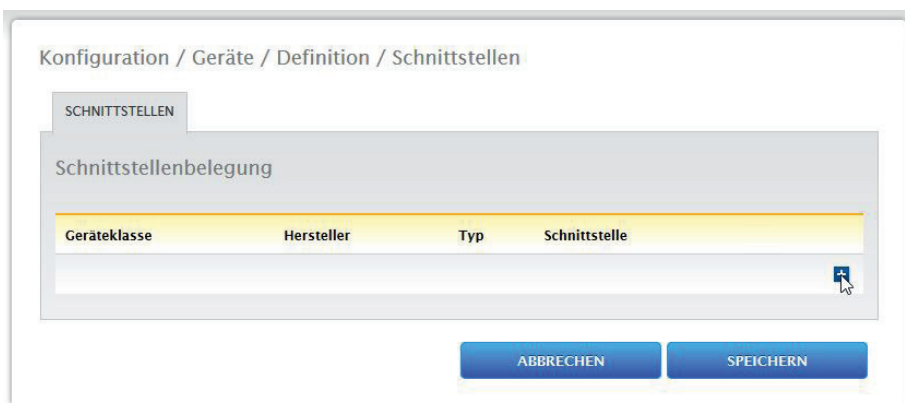 Konfiguration / Geräte / Definition / Schnittstellen
SCHNITTSTELLEN
Schnittstellenbelegung
Geräteklasse Hersteller Typ Schnittstelle
ABBRECHEN SPEICHERN